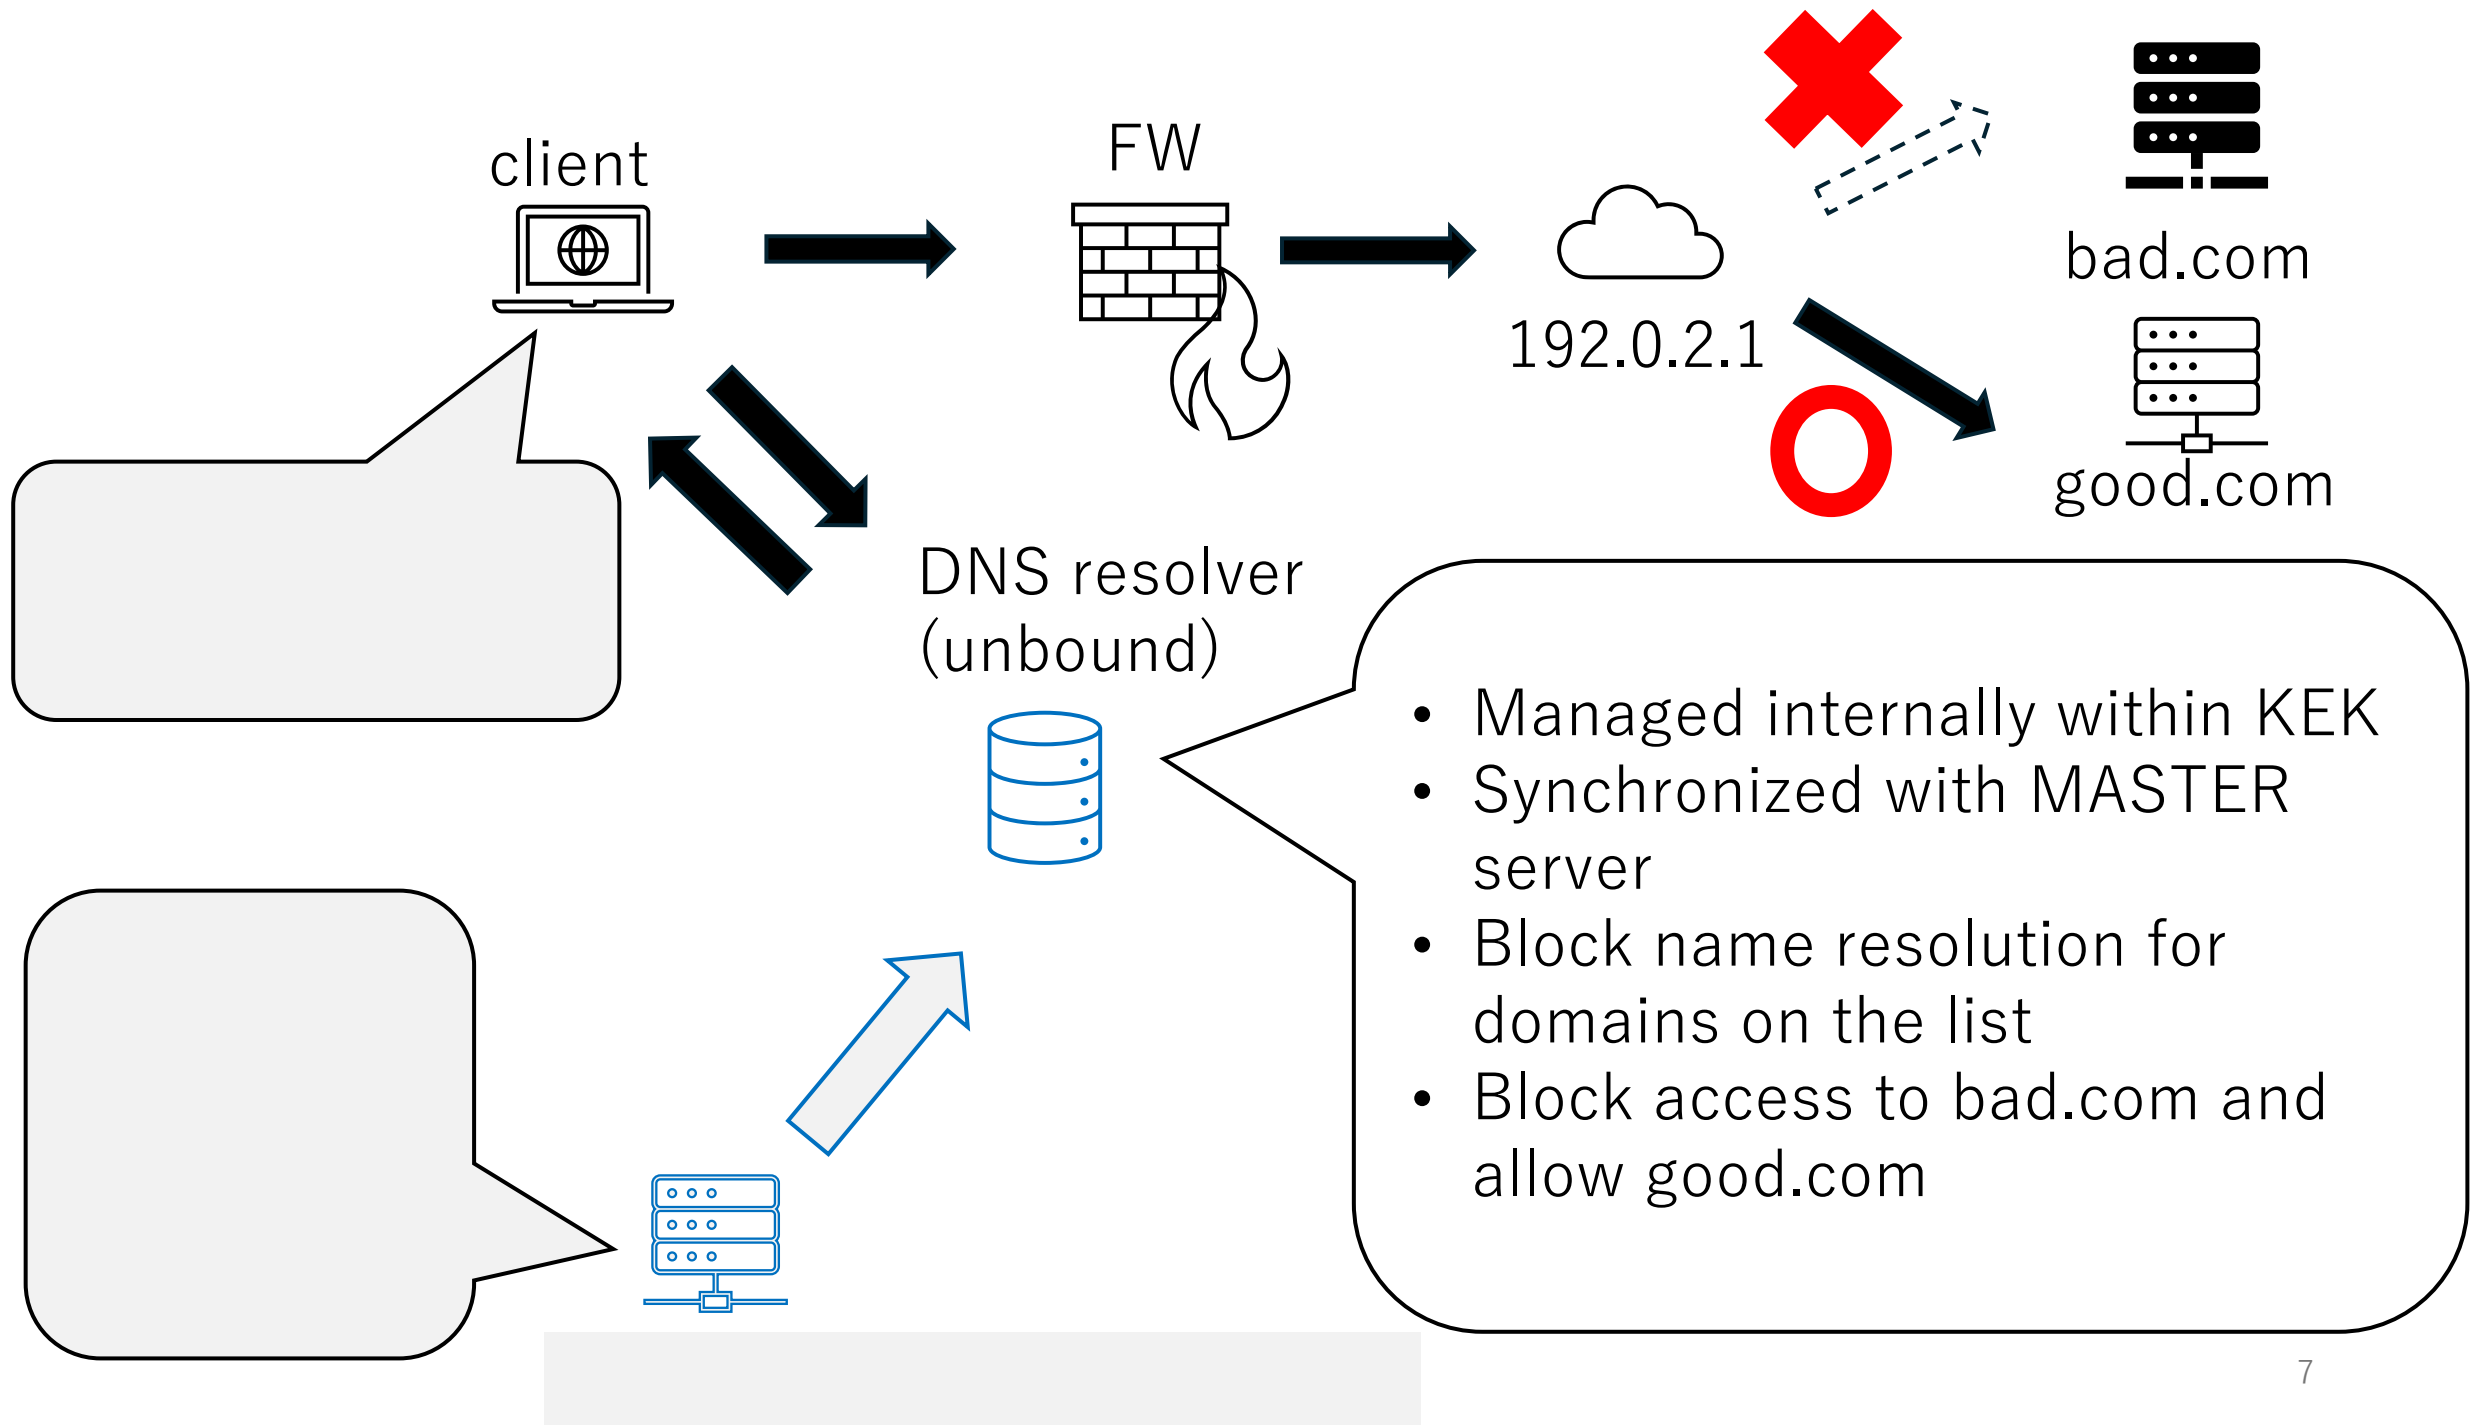 client
FW
bad.com
192.0.2.1
good.com
DNS resolver
(unbound)
• Managed internally within KEK
• Synchronized with MASTER
server
• Block name resolution for
domains on the list
• Block access to bad.com and
allow good.com
7